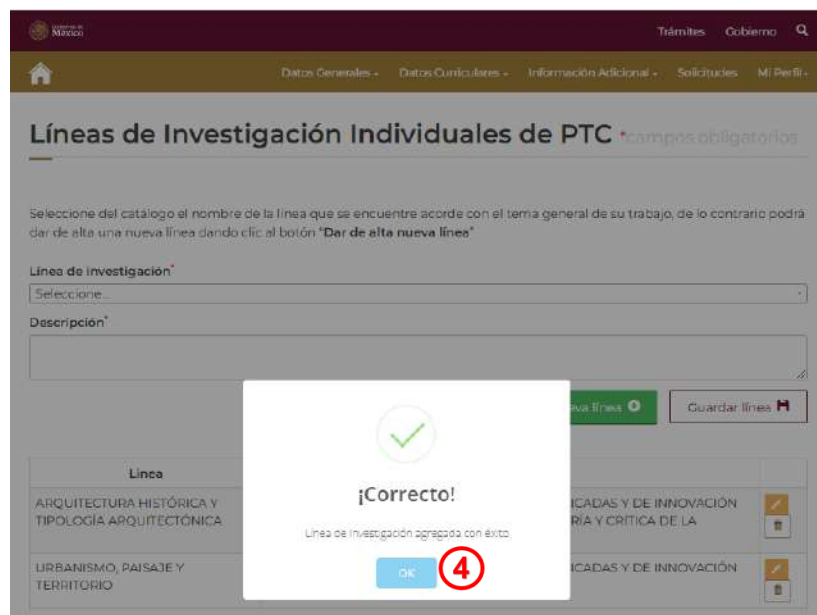 GOBIERNO DE
México
Trámites Gobierno
Datos Generales Datos Curriculares Información Adicional Solicitudes Mi Perfil
Líneas de Investigación Individuales de PTC *campos obligatorios
Seleccione del catálogo el nombre de la línea que se encuentre acorde con el tema general de su trabajo, de lo contrario podrá
dar de alta una nueva línea dando clic al botón "Dar de alta nueva línea"
Línea de investigación*
Seleccione...
Descripción*
eva línea Guardar línea
Línea
ARQUITECTURA HISTÓRICA Y
TIPOLOGÍA ARQUITECTÓNICA
ICADAS Y DE INNOVACIÓN
RÍA Y CRÍTICA DE LA
URBANISMO, PAISAJE Y
TERRITORIO
ICADAS Y DE INNOVACIÓN
¡Correcto!
Línea de Investigación agregada con éxito
OK 4